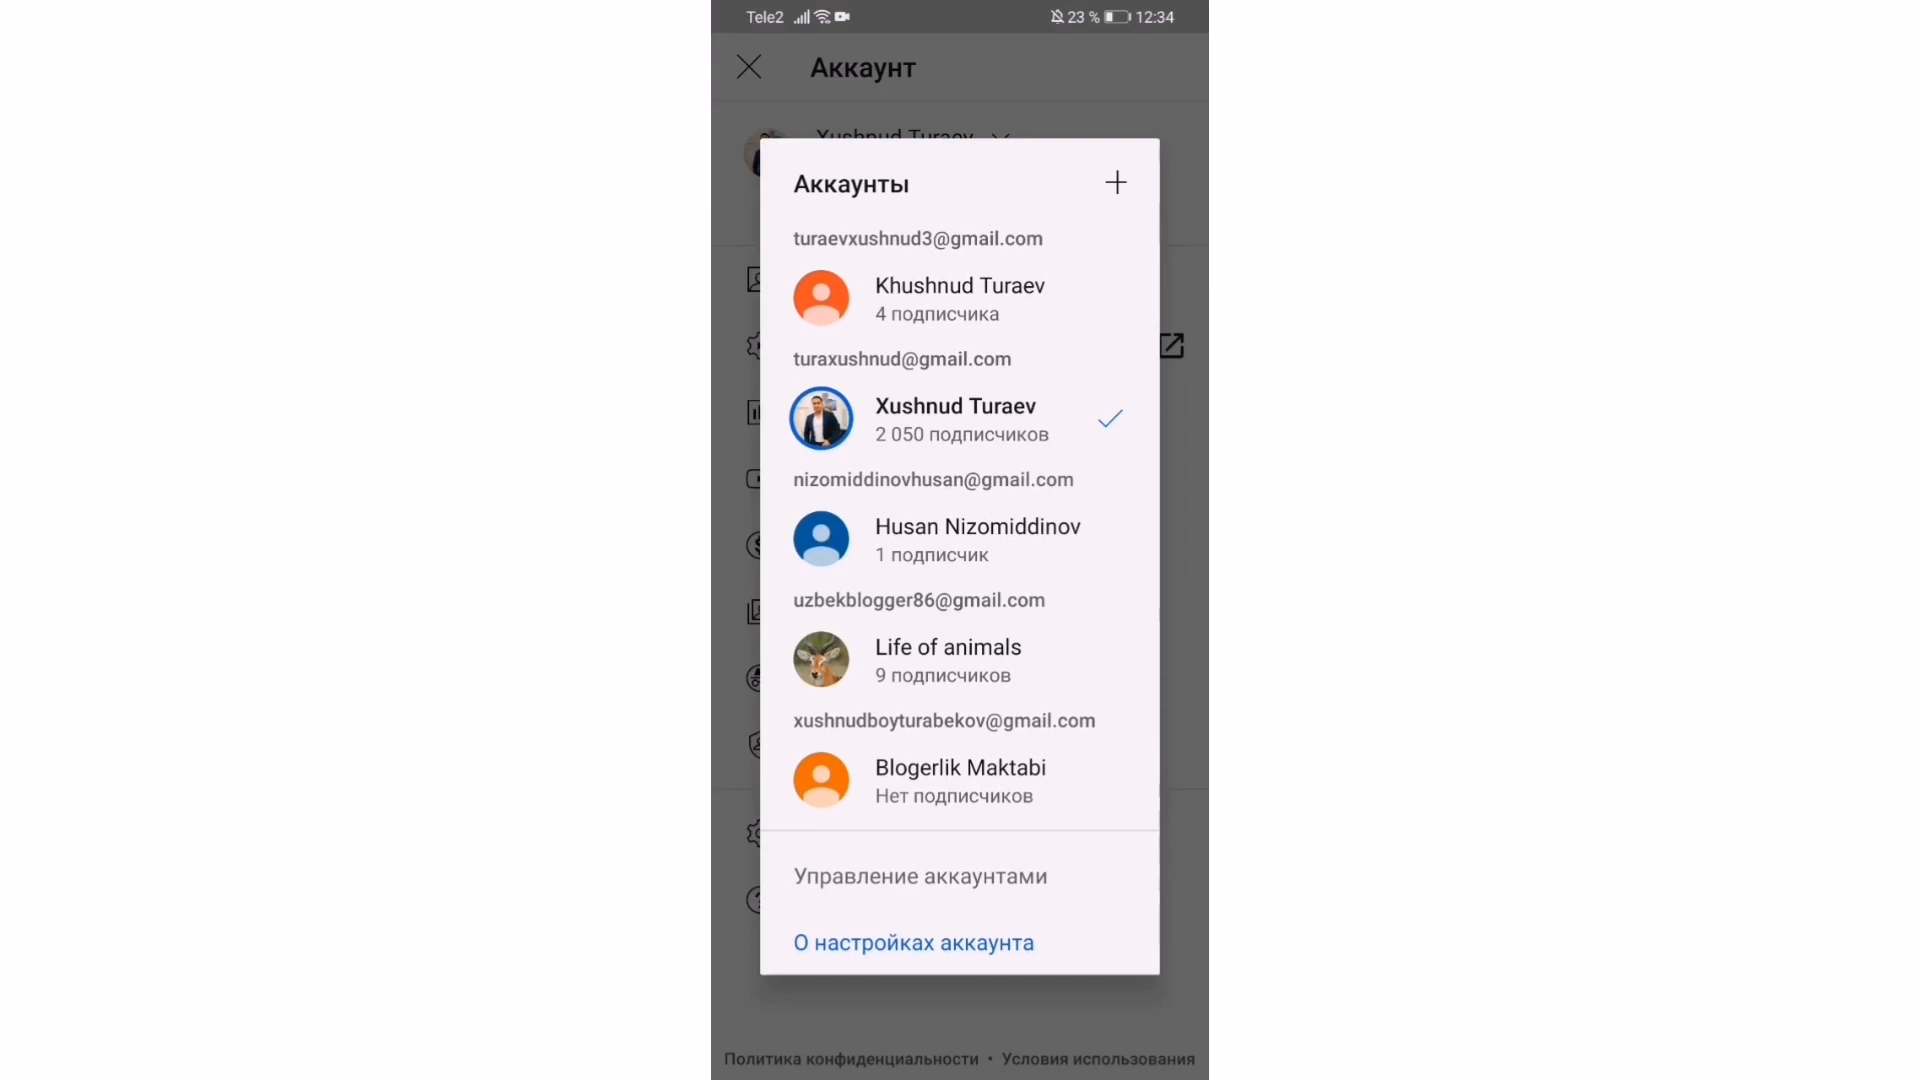 Tele2 23 % 12:34
Аккаунт
Xushnud Turaev
Аккаунты
turaevxushnud3@gmail.com
Khushnud Turaev
4 подписчика
turaxushnud@gmail.com
Xushnud Turaev
2 050 подписчиков
nizomiddinovhusan@gmail.com
Husan Nizomiddinov
1 подписчик
uzbekblogger86@gmail.com
Life of animals
9 подписчиков
xushnudboyturabekov@gmail.com
Blogerlik Maktabi
Нет подписчиков
Управление аккаунтами
О настройках аккаунта
Политика конфиденциальности • Условия использования